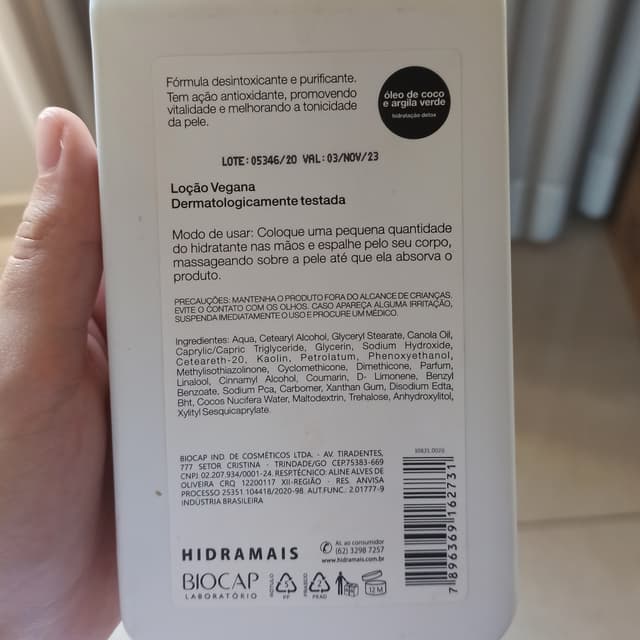 Fórmula desintoxicante e purificante.
Tem ação antioxidante, promovendo
vitalidade e melhorando a tonicidade
da pele.
óleo de coco
e argila verde
hidratação detox
LOTE:05346/20 VAL:03/NOV/23
Loção Vegana
Dermatologicamente testada
Modo de usar: Coloque uma pequena quantidade
do hidratante nas mãos e espalhe pelo seu corpo,
massageando sobre a pele até que ela absorva o
produto.
PRECAUÇÕES: MANTENHA O PRODUTO FORA DO ALCANCE DE CRIANÇAS.
EVITE O CONTATO COM OS OLHOS. CASO APAREÇA ALGUMA IRRITAÇÃO,
SUSPENDA IMEDIATAMENTE O USO E PROCURE UM MÉDICO.
Ingredientes: Aqua, Cetearyl Alcohol, Glyceryl Stearate, Canola Oil,
Caprylic/Capric Triglyceride, Glycerin, Sodium Hydroxide,
Ceteareth-20, Kaolin, Petrolatum, Phenoxyethanol,
Methylisothiazolinone, Cyclomethicone, Dimethicone, Parfum,
Linalool, Cinnamyl Alcohol, Coumarin, D- Limonene, Benzyl
Benzoate, Sodium Pca, Carbomer, Xanthan Gum, Disodium Edta,
Bht, Cocos Nucifera Water, Maltodextrin, Trehalose, Anhydroxylitol,
Xylityl Sesquicaprylate.
BIOCAP IND. DE COSMÉTICOS LTDA. · AV. TIRADENTES,
777 SETOR CRISTINA - TRINDADE/GO CEP.75383-669
CNPJ 02.207.934/0001-24. RESP.TÉCNICO: ALINE ALVES DE
OLIVEIRA CRQ 12200117 XII-REGIÃO - RES. ANVISA
PROCESSO 25351.104418/2020-98. AUT.FUNC.: 2.01777-9
INDÚSTRIA BRASILEIRA
7 896369 162731
HIDRAMAIS
At. ao consumidor
(62) 3298 7257
www.hidramais.com.br
BIOCAP
LABORATÓRIO
RÓTULO
5
PP
FRASCO
2
PEAD
12 M